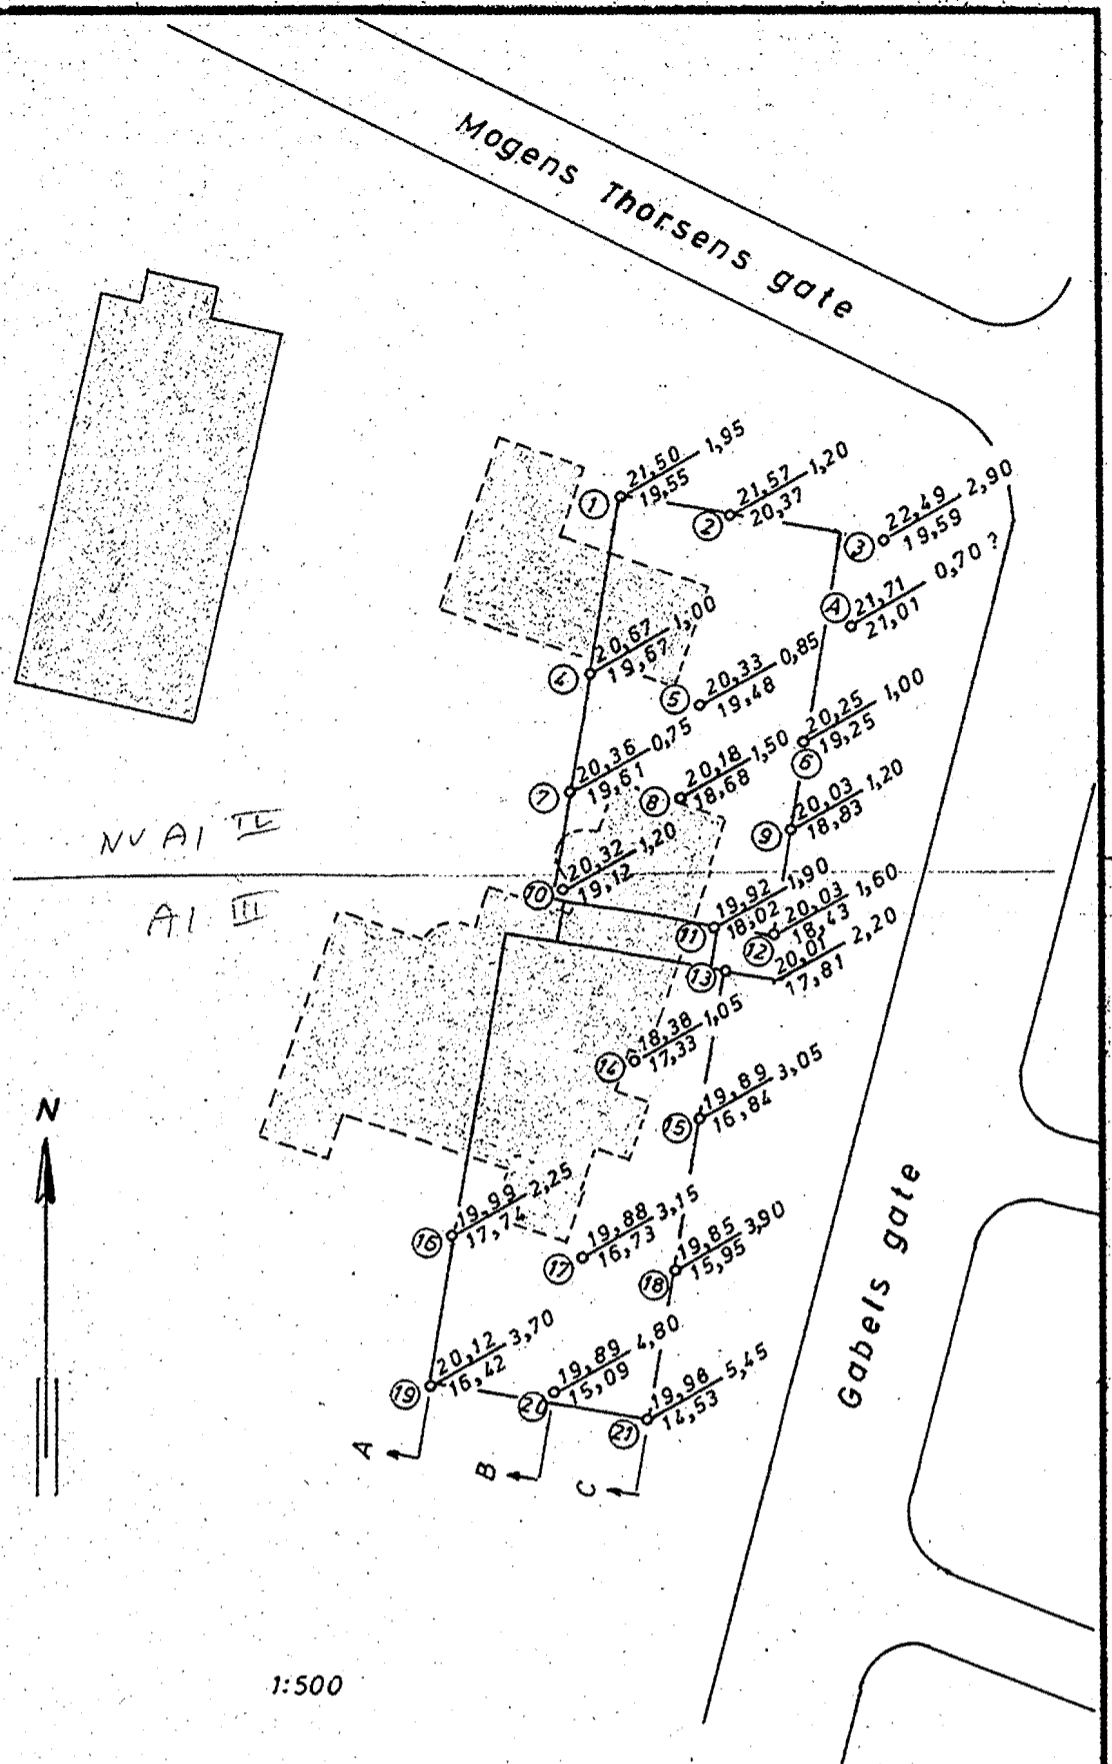 Mogens Thorsens gate
1 21,50 1,95
19,55
2 21,57 1,20
20,37
3 22,49 2,90
19,59
A 21,71 0,70 ?
21,01
4 20,67 1,00
19,67
5 20,33 0,85
19,48
6 20,25 1,00
19,25
7 20,36 0,75
19,61
8 20,18 1,50
18,68
9 20,03 1,20
18,83
NV A1 IV
A1 III
10 20,32 1,20
19,12
11 19,92 1,90
18,02
12 20,03 1,60
18,43
13 20,01 2,20
17,81
14 18,38 1,05
17,33
15 19,89 3,05
16,84
N
16 19,99 2,25
17,74
17 19,88 3,15
16,73
18 19,85 3,90
15,95
Gabels gate
19 20,12 3,70
16,42
20 19,89 4,80
15,09
21 19,98 5,45
14,53
A
B
C
1:500